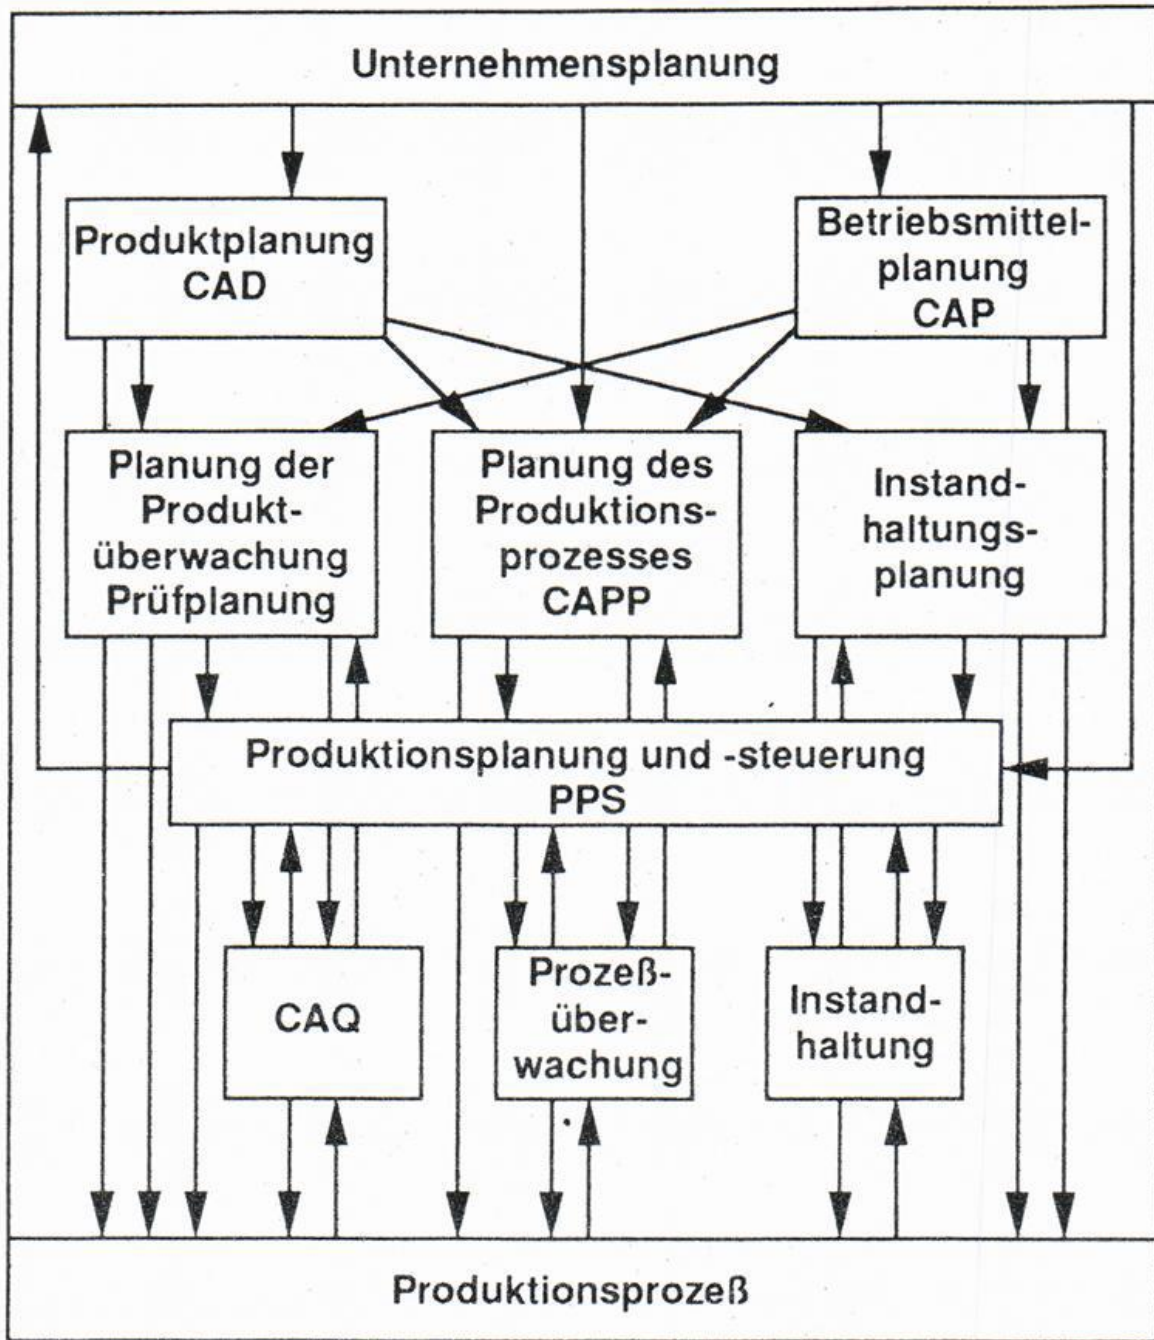 Unternehmensplanung
Produktplanung
CAD
Betriebsmittel-
planung
CAP
Planung der
Produkt-
überwachung
Prüfplanung
Planung des
Produktions-
prozesses
CAPP
Instand-
haltungs-
planung
Produktionsplanung und -steuerung
PPS
CAQ
Prozeß-
über-
wachung
Instand-
haltung
Produktionsprozeß